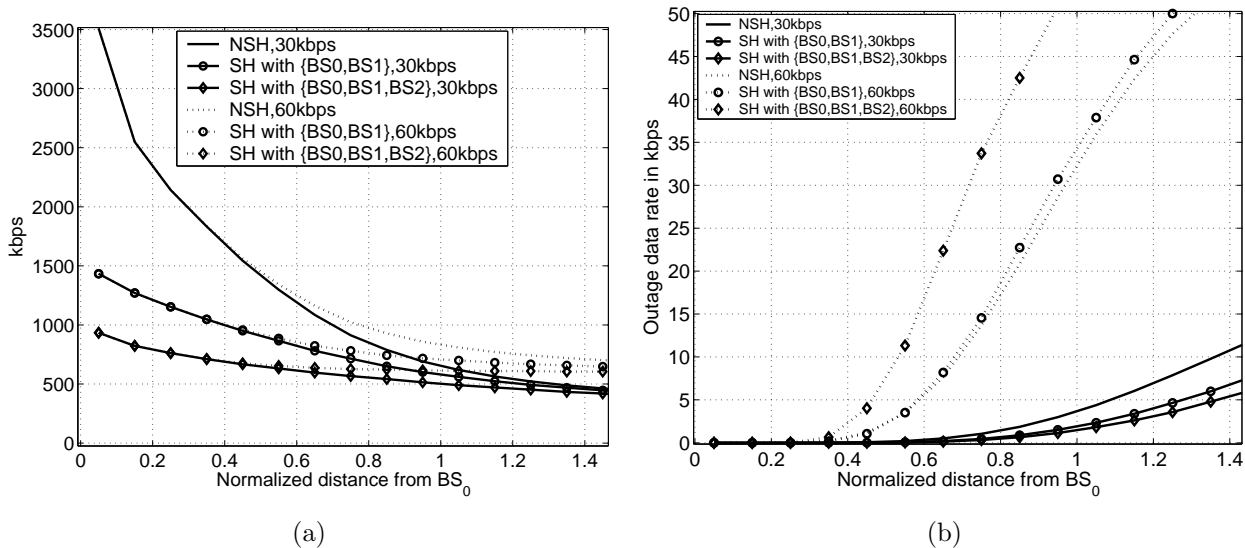 3500
3000
2500
2000
1500
1000
500
0
kbps
NSH,30kbps
SH with {BS0,BS1},30kbps
SH with {BS0,BS1,BS2},30kbps
NSH,60kbps
SH with {BS0,BS1},60kbps
SH with {BS0,BS1,BS2},60kbps
0 0.2 0.4 0.6 0.8 1 1.2 1.4
Normalized distance from BS0
(a)
50
45
40
35
30
25
20
15
10
5
0
Outage data rate in kbps
NSH,30kbps
SH with {BS0,BS1},30kbps
SH with {BS0,BS1,BS2},30kbps
NSH,60kbps
SH with {BS0,BS1},60kbps
SH with {BS0,BS1,BS2},60kbps
0 0.2 0.4 0.6 0.8 1 1.2 1.4
Normalized distance from BS0
(b)